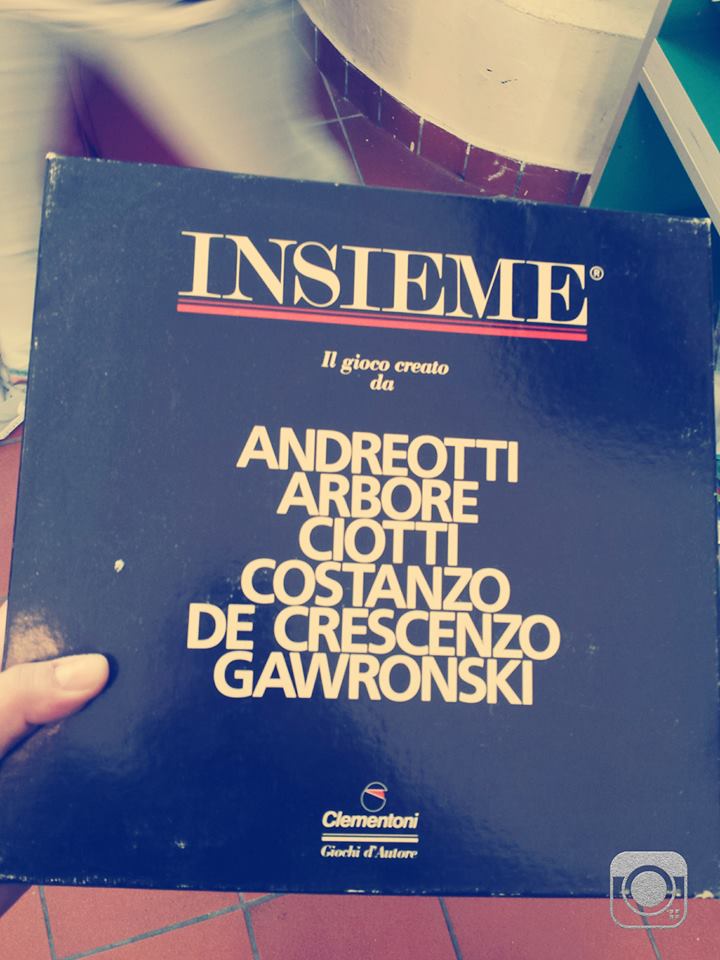 INSIEME®
Il gioco creato
da
ANDREOTTI
ARBORE
CIOTTI
COSTANZO
DE CRESCENZO
GAWRONSKI
Clementoni
Giochi d'Autore